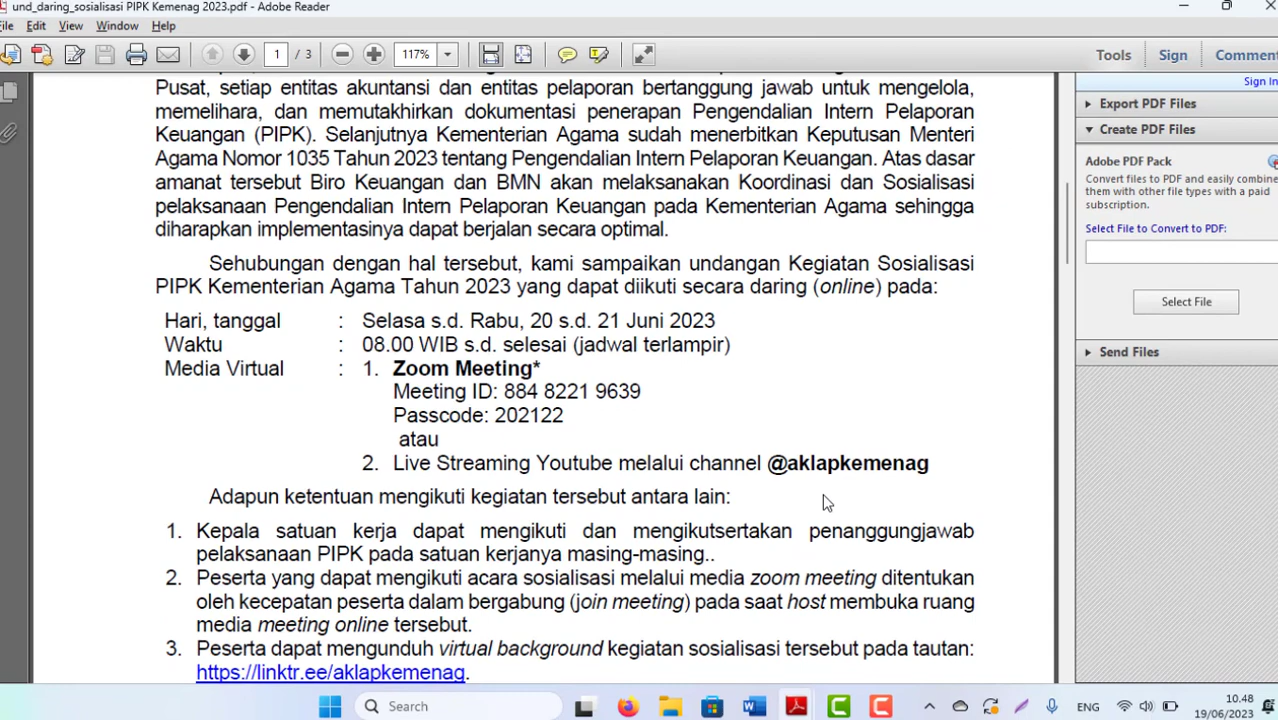 und_daring_sosialisasi PIPK Kemenag 2023.pdf - Adobe Reader
File Edit View Window Help
1 / 3 117% Tools Sign Comment
Sign In
Pusat, setiap entitas akuntansi dan entitas pelaporan bertanggung jawab untuk mengelola,
memelihara, dan memutakhirkan dokumentasi penerapan Pengendalian Intern Pelaporan
Keuangan (PIPK). Selanjutnya Kementerian Agama sudah menerbitkan Keputusan Menteri
Agama Nomor 1035 Tahun 2023 tentang Pengendalian Intern Pelaporan Keuangan. Atas dasar
amanat tersebut Biro Keuangan dan BMN akan melaksanakan Koordinasi dan Sosialisasi
pelaksanaan Pengendalian Intern Pelaporan Keuangan pada Kementerian Agama sehingga
diharapkan implementasinya dapat berjalan secara optimal.
Sehubungan dengan hal tersebut, kami sampaikan undangan Kegiatan Sosialisasi
PIPK Kementerian Agama Tahun 2023 yang dapat diikuti secara daring (online) pada:
Hari, tanggal : Selasa s.d. Rabu, 20 s.d. 21 Juni 2023
Waktu : 08.00 WIB s.d. selesai (jadwal terlampir)
Media Virtual : 1. Zoom Meeting*
Meeting ID: 884 8221 9639
Passcode: 202122
atau
2. Live Streaming Youtube melalui channel @aklapkemenag
Adapun ketentuan mengikuti kegiatan tersebut antara lain:
1. Kepala satuan kerja dapat mengikuti dan mengikutsertakan penanggungjawab
pelaksanaan PIPK pada satuan kerjanya masing-masing..
2. Peserta yang dapat mengikuti acara sosialisasi melalui media zoom meeting ditentukan
oleh kecepatan peserta dalam bergabung (join meeting) pada saat host membuka ruang
media meeting online tersebut.
3. Peserta dapat mengunduh virtual background kegiatan sosialisasi tersebut pada tautan:
https://linktr.ee/aklapkemenag.
Export PDF Files
Create PDF Files
Adobe PDF Pack
Convert files to PDF and easily combine
them with other file types with a paid
subscription.
Select File to Convert to PDF:
Select File
Send Files
Search
ENG
10.48
19/06/2023